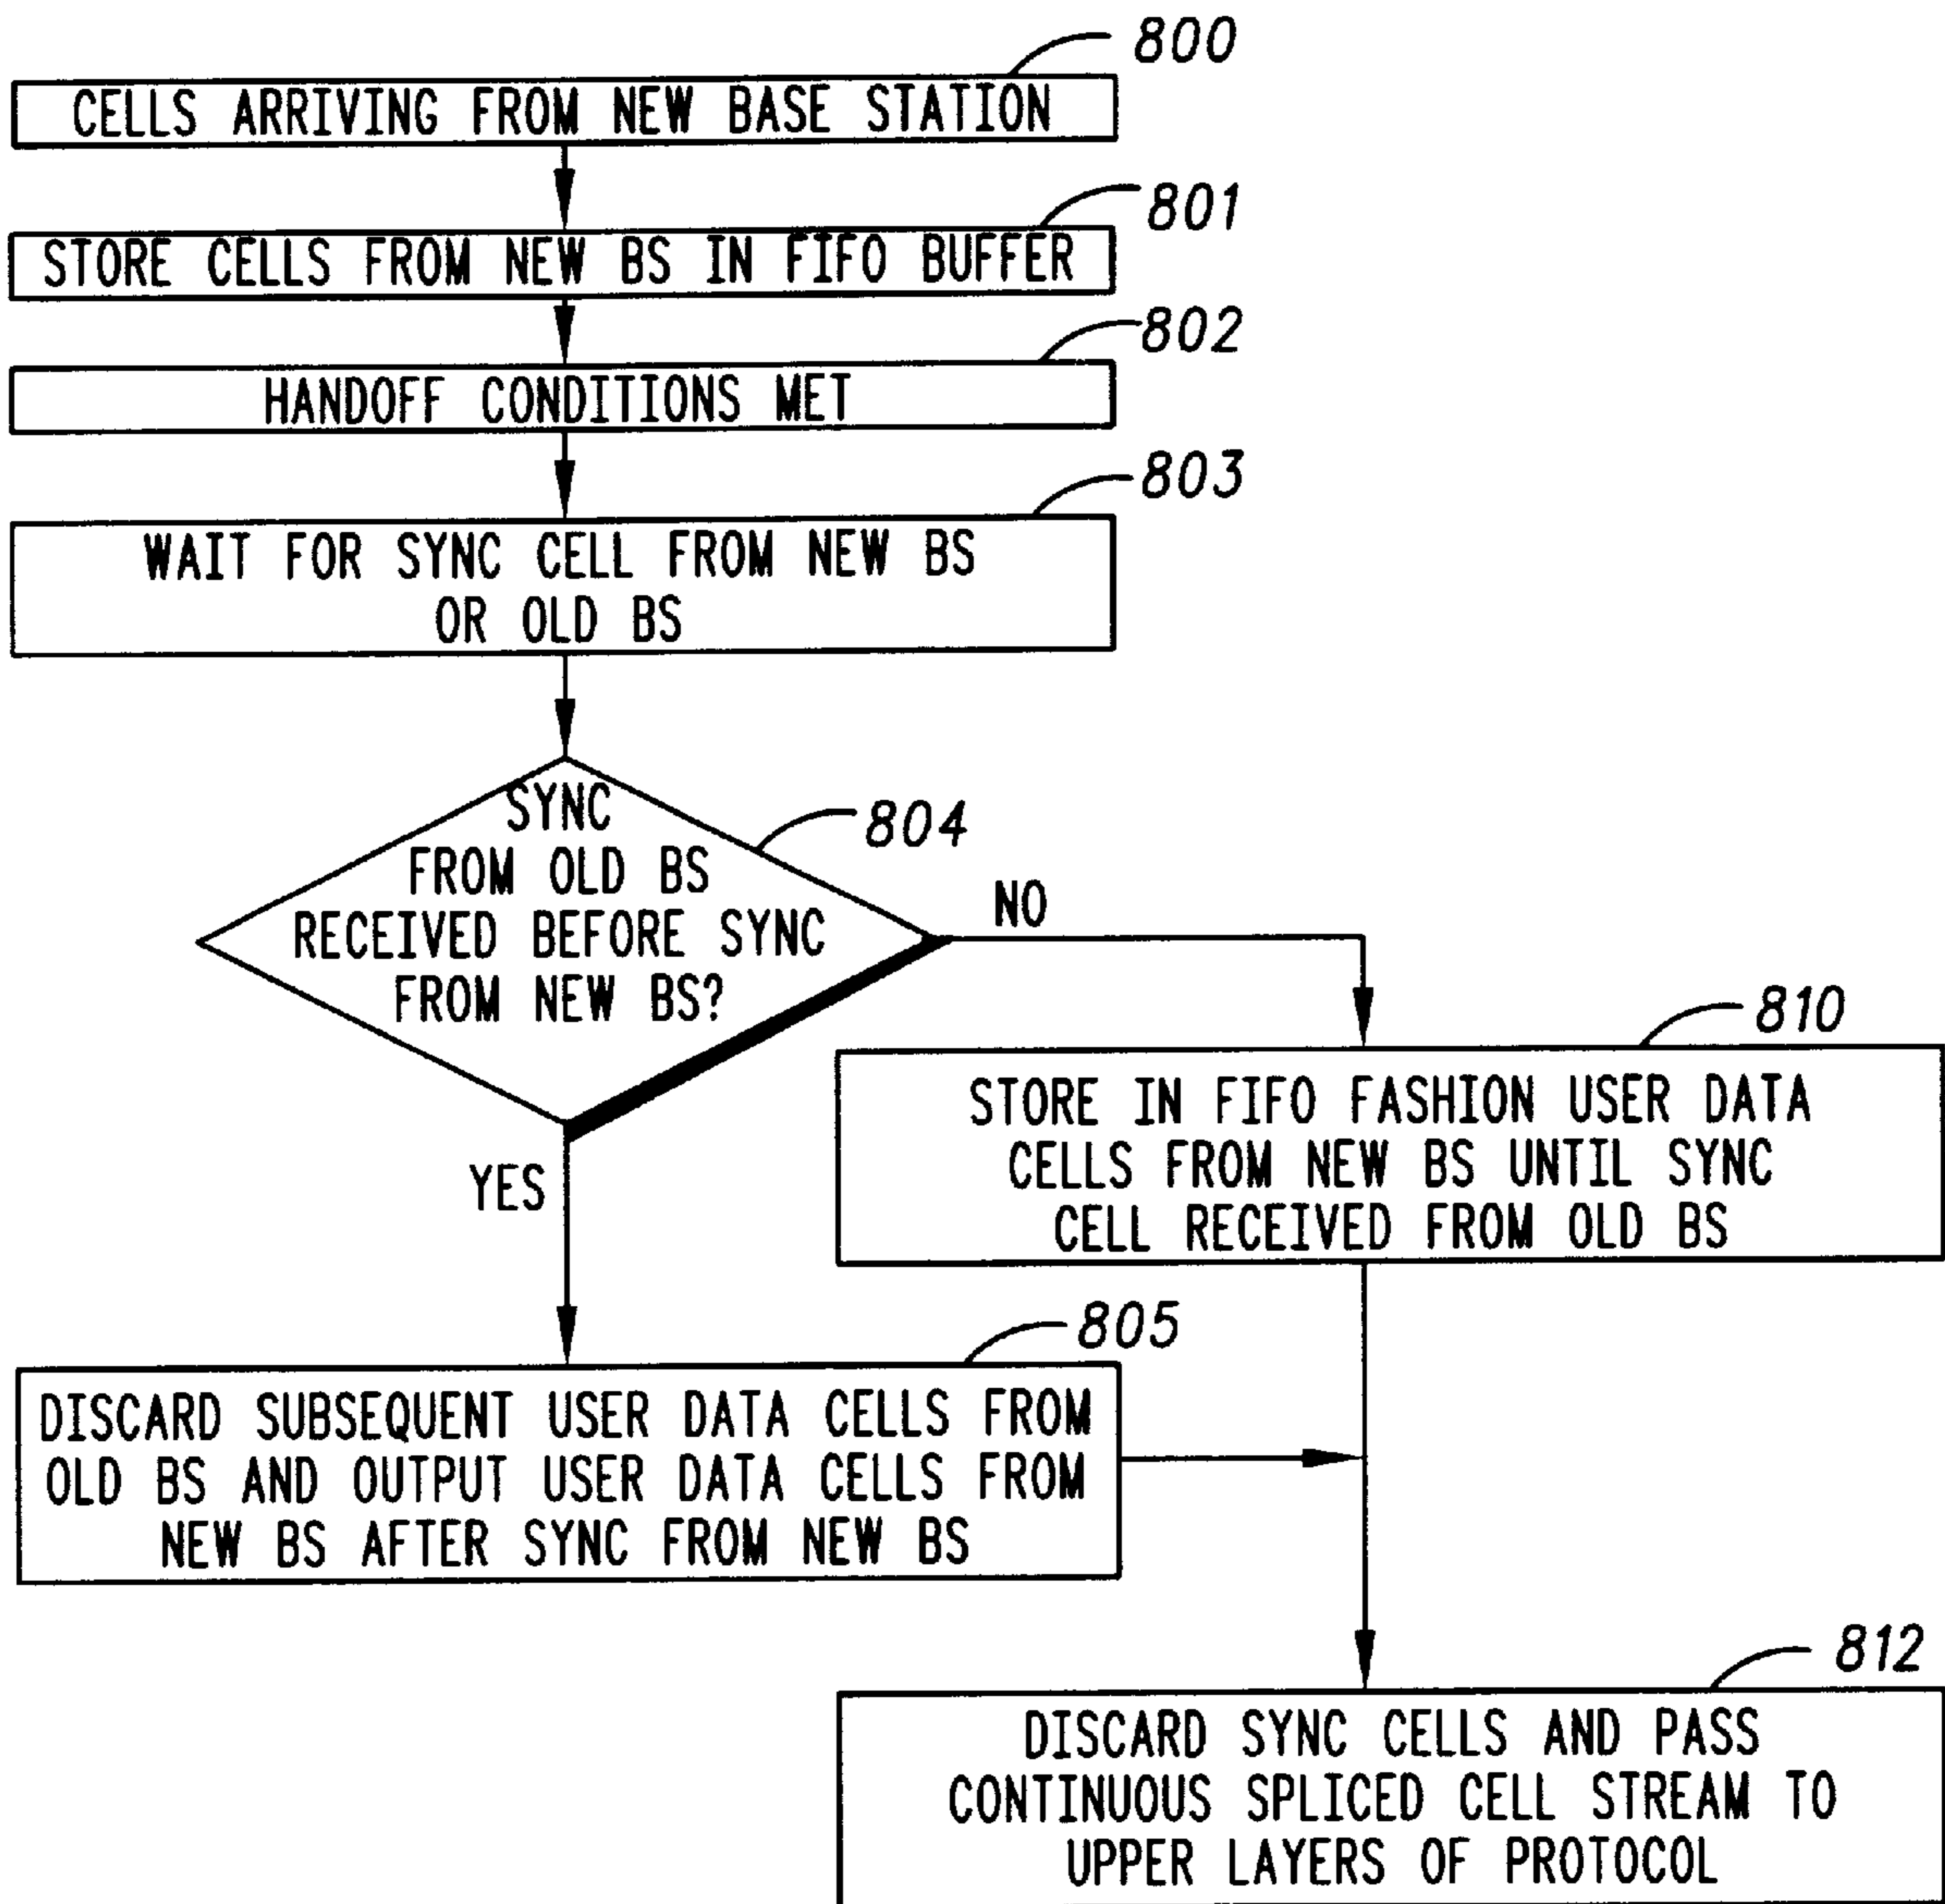 800
CELLS ARRIVING FROM NEW BASE STATION
801
STORE CELLS FROM NEW BS IN FIFO BUFFER
802
HANDOFF CONDITIONS MET
803
WAIT FOR SYNC CELL FROM NEW BS
OR OLD BS
804
SYNC
FROM OLD BS
RECEIVED BEFORE SYNC
FROM NEW BS?
NO
YES
810
STORE IN FIFO FASHION USER DATA
CELLS FROM NEW BS UNTIL SYNC
CELL RECEIVED FROM OLD BS
805
DISCARD SUBSEQUENT USER DATA CELLS FROM
OLD BS AND OUTPUT USER DATA CELLS FROM
NEW BS AFTER SYNC FROM NEW BS
812
DISCARD SYNC CELLS AND PASS
CONTINUOUS SPLICED CELL STREAM TO
UPPER LAYERS OF PROTOCOL